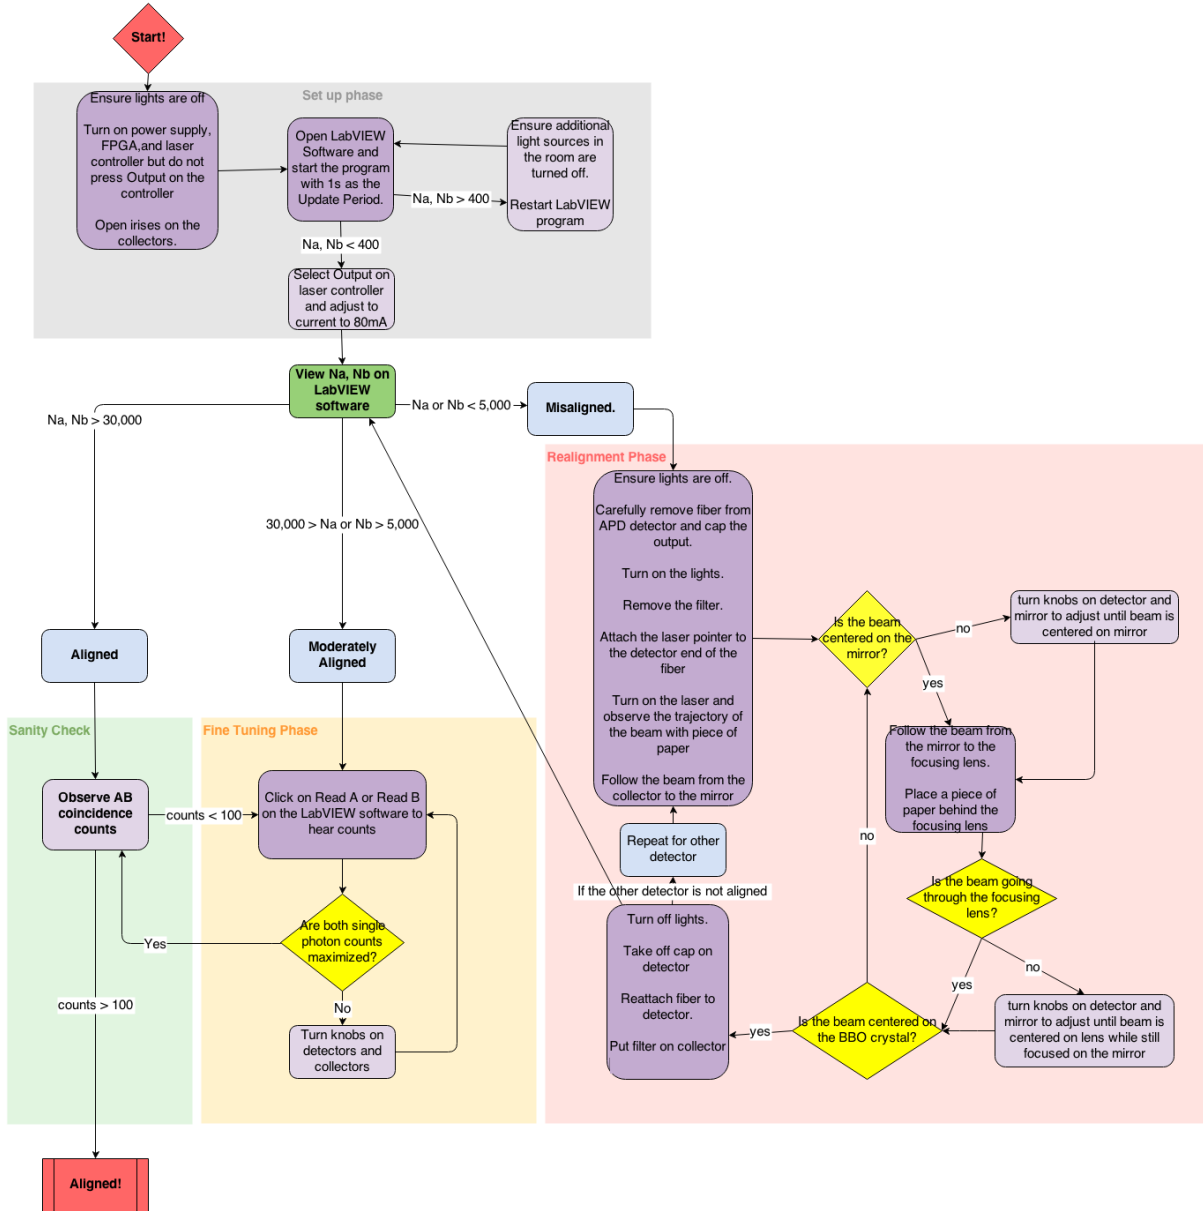 Start!
Set up phase
Ensure lights are off
Turn on power supply,
FPGA,and laser
controller but do not
press Output on the
controller
Open irises on the
collectors.
Open LabVIEW
Software and
start the program
with 1s as the
Update Period.
Ensure additional
light sources in
the room are
turned off.
Restart LabVIEW
program
Na, Nb > 400
Na, Nb < 400
Select Output on
laser controller
and adjust to
current to 80mA
View Na, Nb on
LabVIEW
software
Na or Nb < 5,000
Misaligned.
Na, Nb > 30,000
30,000 > Na or Nb > 5,000
Aligned
Moderately
Aligned
Realignment Phase
Ensure lights are off.
Carefully remove fiber from
APD detector and cap the
output.
Turn on the lights.
Remove the filter.
Attach the laser pointer to
the detector end of the
fiber
Turn on the laser and
observe the trajectory of
the beam with piece of
paper
Follow the beam from the
collector to the mirror
Is the beam
centered on the
mirror?
no
turn knobs on detector and
mirror to adjust until beam is
centered on mirror
yes
Follow the beam from
the mirror to the
focusing lens.
Place a piece of
paper behind the
focusing lens
Is the beam going
through the focusing
lens?
no
yes
turn knobs on detector and
mirror to adjust until beam is
centered on lens while still
focused on the mirror
Is the beam centered on
the BBO crystal?
no
yes
Turn off lights.
Take off cap on
detector
Reattach fiber to
detector.
Put filter on collector
If the other detector is not aligned
Repeat for other
detector
Sanity Check
Observe AB
coincidence
counts
counts < 100
counts > 100
Fine Tuning Phase
Click on Read A or Read B
on the LabVIEW software to
hear counts
Are both single
photon counts
maximized?
Yes
No
Turn knobs on
detectors and
collectors
Aligned!